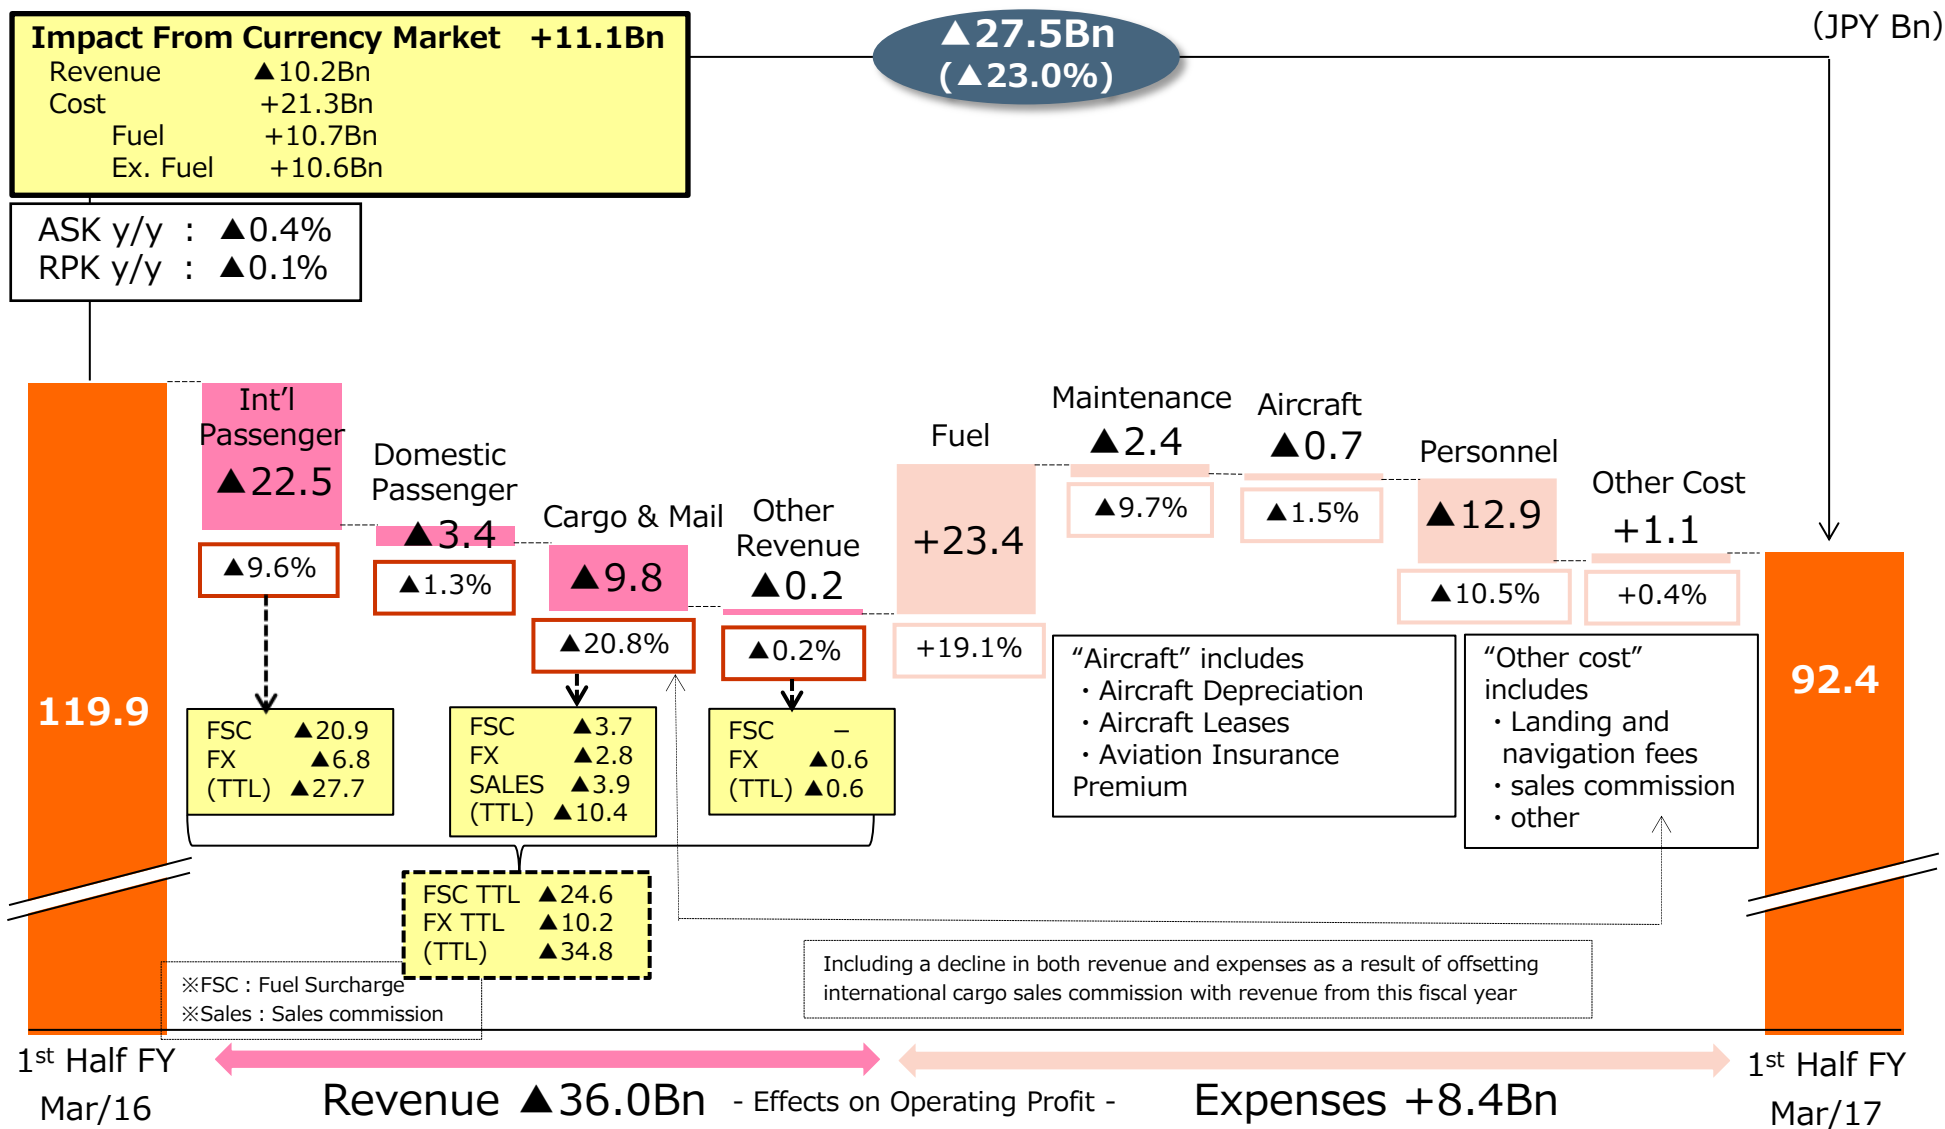 Impact From Currency Market +11.1Bn
Revenue ▲10.2Bn
Cost +21.3Bn
Fuel +10.7Bn
Ex. Fuel +10.6Bn
▲27.5Bn
(▲23.0%)
(JPY Bn)
ASK y/y : ▲0.4%
RPK y/y : ▲0.1%
119.9
Int'l
Passenger
▲22.5
▲9.6%
Domestic
Passenger
▲3.4
▲1.3%
Cargo & Mail
▲9.8
▲20.8%
Other
Revenue
▲0.2
▲0.2%
Fuel
+23.4
+19.1%
Maintenance
▲2.4
▲9.7%
Aircraft
▲0.7
▲1.5%
Personnel
▲12.9
▲10.5%
Other Cost
+1.1
+0.4%
92.4
FSC ▲20.9
FX ▲6.8
(TTL) ▲27.7
FSC ▲3.7
FX ▲2.8
SALES ▲3.9
(TTL) ▲10.4
FSC –
FX ▲0.6
(TTL) ▲0.6
FSC TTL ▲24.6
FX TTL ▲10.2
(TTL) ▲34.8
“Aircraft” includes
・Aircraft Depreciation
・Aircraft Leases
・Aviation Insurance
Premium
“Other cost”
includes
・Landing and
navigation fees
・sales commission
・other
※FSC : Fuel Surcharge
※Sales : Sales commission
Including a decline in both revenue and expenses as a result of offsetting
international cargo sales commission with revenue from this fiscal year
1st Half FY
Mar/16
Revenue ▲36.0Bn
- Effects on Operating Profit -
Expenses +8.4Bn
1st Half FY
Mar/17